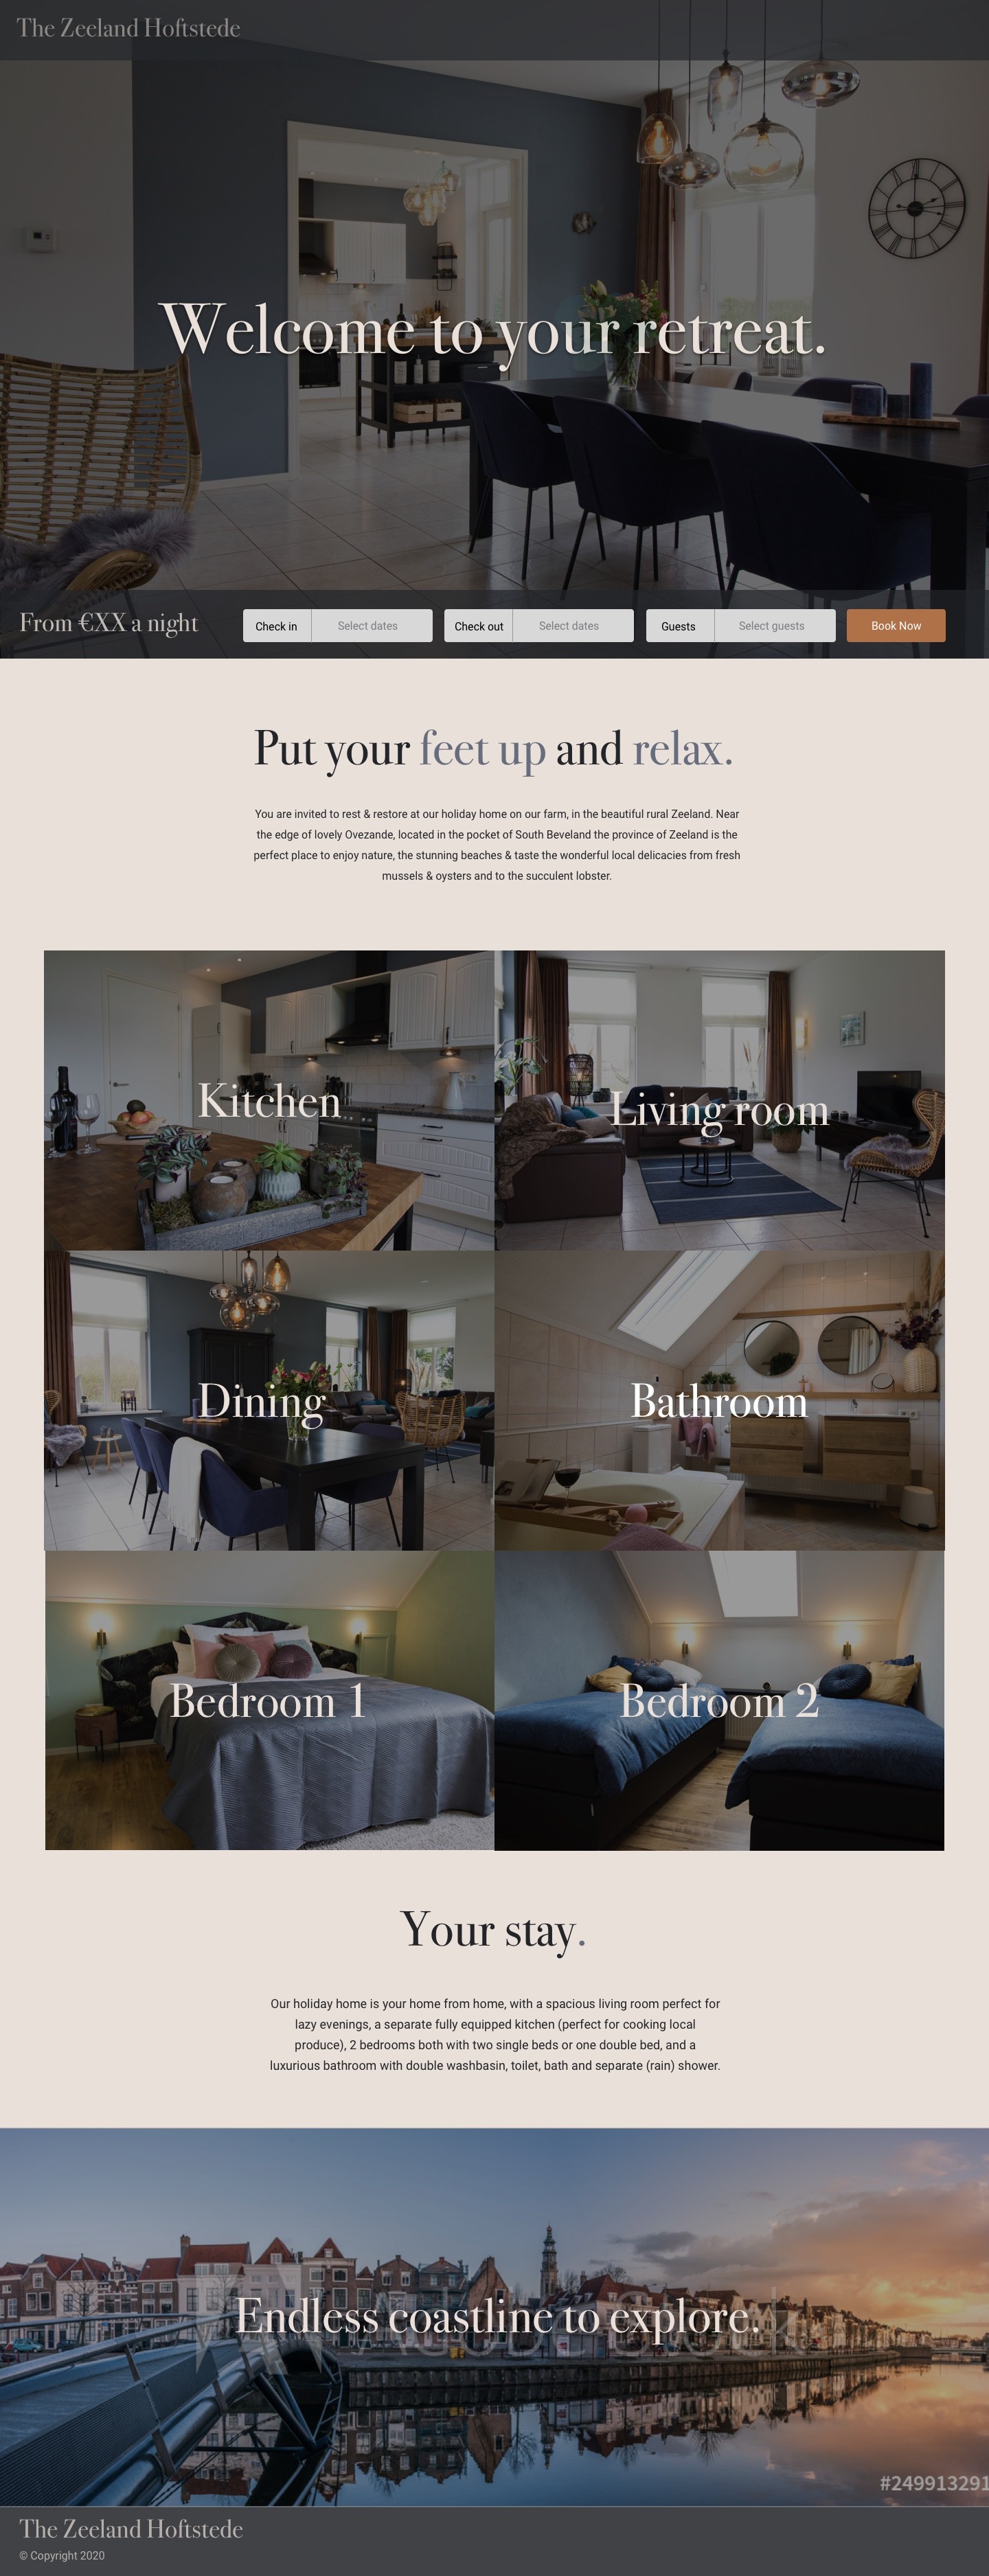 The Zeeland Hoftstede
Welcome to your retreat.
From €XX a night
Check in
Select dates
Check out
Select dates
Guests
Select guests
Book Now
Put your feet up and relax.
You are invited to rest & restore at our holiday home on our farm, in the beautiful rural Zeeland. Near
the edge of lovely Ovezande, located in the pocket of South Beveland the province of Zeeland is the
perfect place to enjoy nature, the stunning beaches & taste the wonderful local delicacies from fresh
mussels & oysters and to the succulent lobster.
Kitchen
Living room
Dining
Bathroom
Bedroom 1
Bedroom 2
Your stay.
Our holiday home is your home from home, with a spacious living room perfect for
lazy evenings, a separate fully equipped kitchen (perfect for cooking local
produce), 2 bedrooms both with two single beds or one double bed, and a
luxurious bathroom with double washbasin, toilet, bath and separate (rain) shower.
Endless coastline to explore.
#249913291
The Zeeland Hoftstede
© Copyright 2020